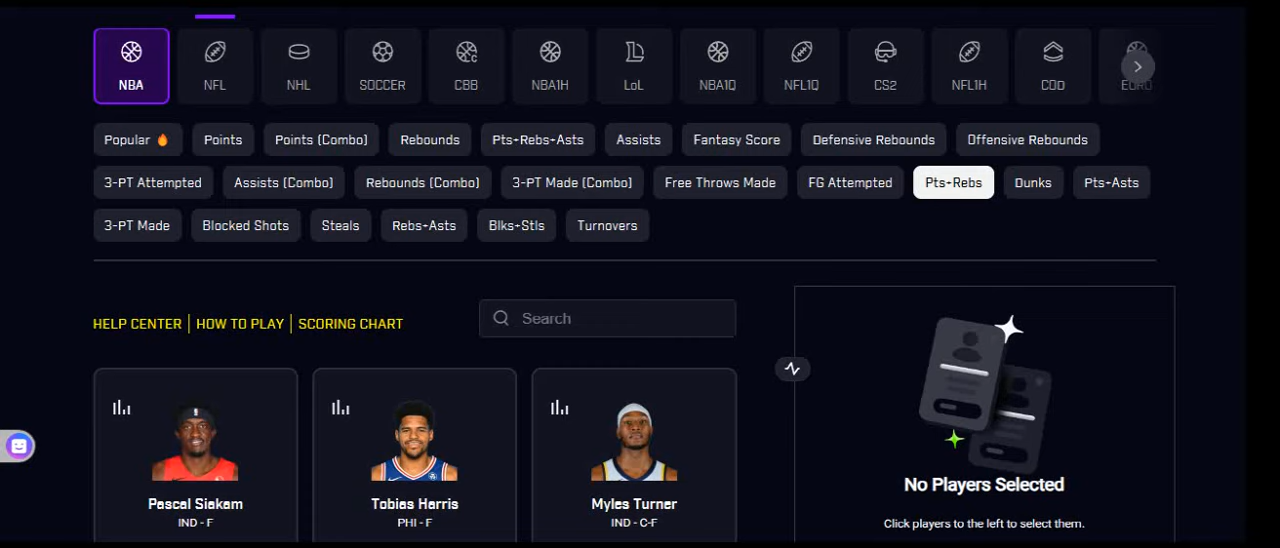 NBA NFL NHL SOCCER CBB NBA1H LoL NBA1Q NFL1Q CS2 NFL1H COD EURO
Popular Points Points (Combo) Rebounds Pts+Rebs+Asts Assists Fantasy Score Defensive Rebounds Offensive Rebounds
3-PT Attempted Assists (Combo) Rebounds (Combo) 3-PT Made (Combo) Free Throws Made FG Attempted Pts+Rebs Dunks Pts+Asts
3-PT Made Blocked Shots Steals Rebs+Asts Blks+Stls Turnovers
HELP CENTER HOW TO PLAY SCORING CHART Search
Pascal Siakam Tobias Harris Myles Turner
IND - F PHI - F IND - C-F
No Players Selected
Click players to the left to select them.